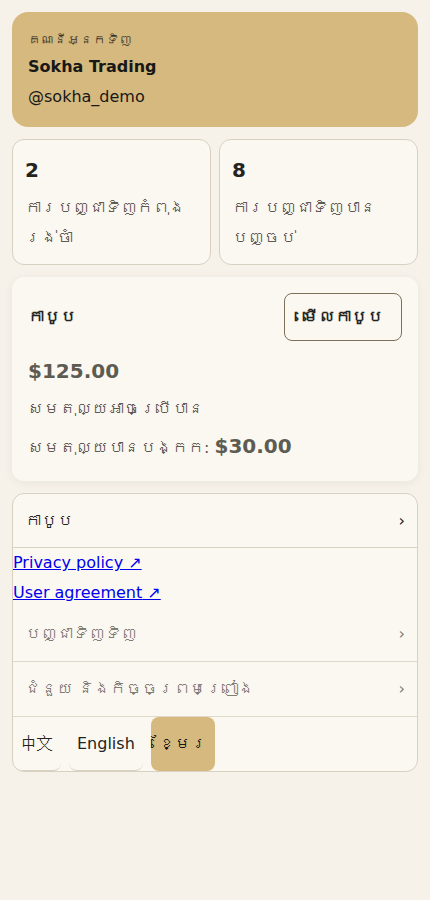 គណនីអ្នកទិញ
Sokha Trading
@sokha_demo
2
ការបញ្ជាទិញកំពុង
រង់ចាំ
8
ការបញ្ជាទិញបាន
បញ្ចប់
កាបូប
មើលកាបូប
$125.00
សមតុល្យអាចប្រើបាន
សមតុល្យបានបង្កក: $30.00
កាបូប ›
Privacy policy ↗
User agreement ↗
បញ្ជាទិញទិញ ›
ជំនួយ និងកិច្ចព្រមព្រៀង ›
中文 English ខ្មែរ